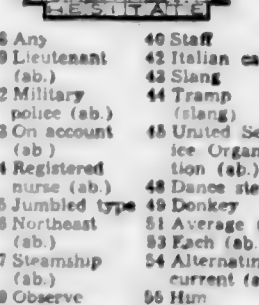 HESITATE
8 Any
9 Lieutenant
(ab.)
2 Military
police (ab.)
3 On account
(ab.)
4 Registered
nurse (ab.)
5 Jumbled type
6 Northeast
(ab.)
7 Steamship
(ab.)
9 Observe
40 Staff
42 Italian
43 Slang
44 Tramp
(slang)
45 United Se
ice Organ
tion (ab.)
48 Dance ste
49 Donkey
51 Average (
53 Each (ab.
54 Alternatin
current (a
55 Him